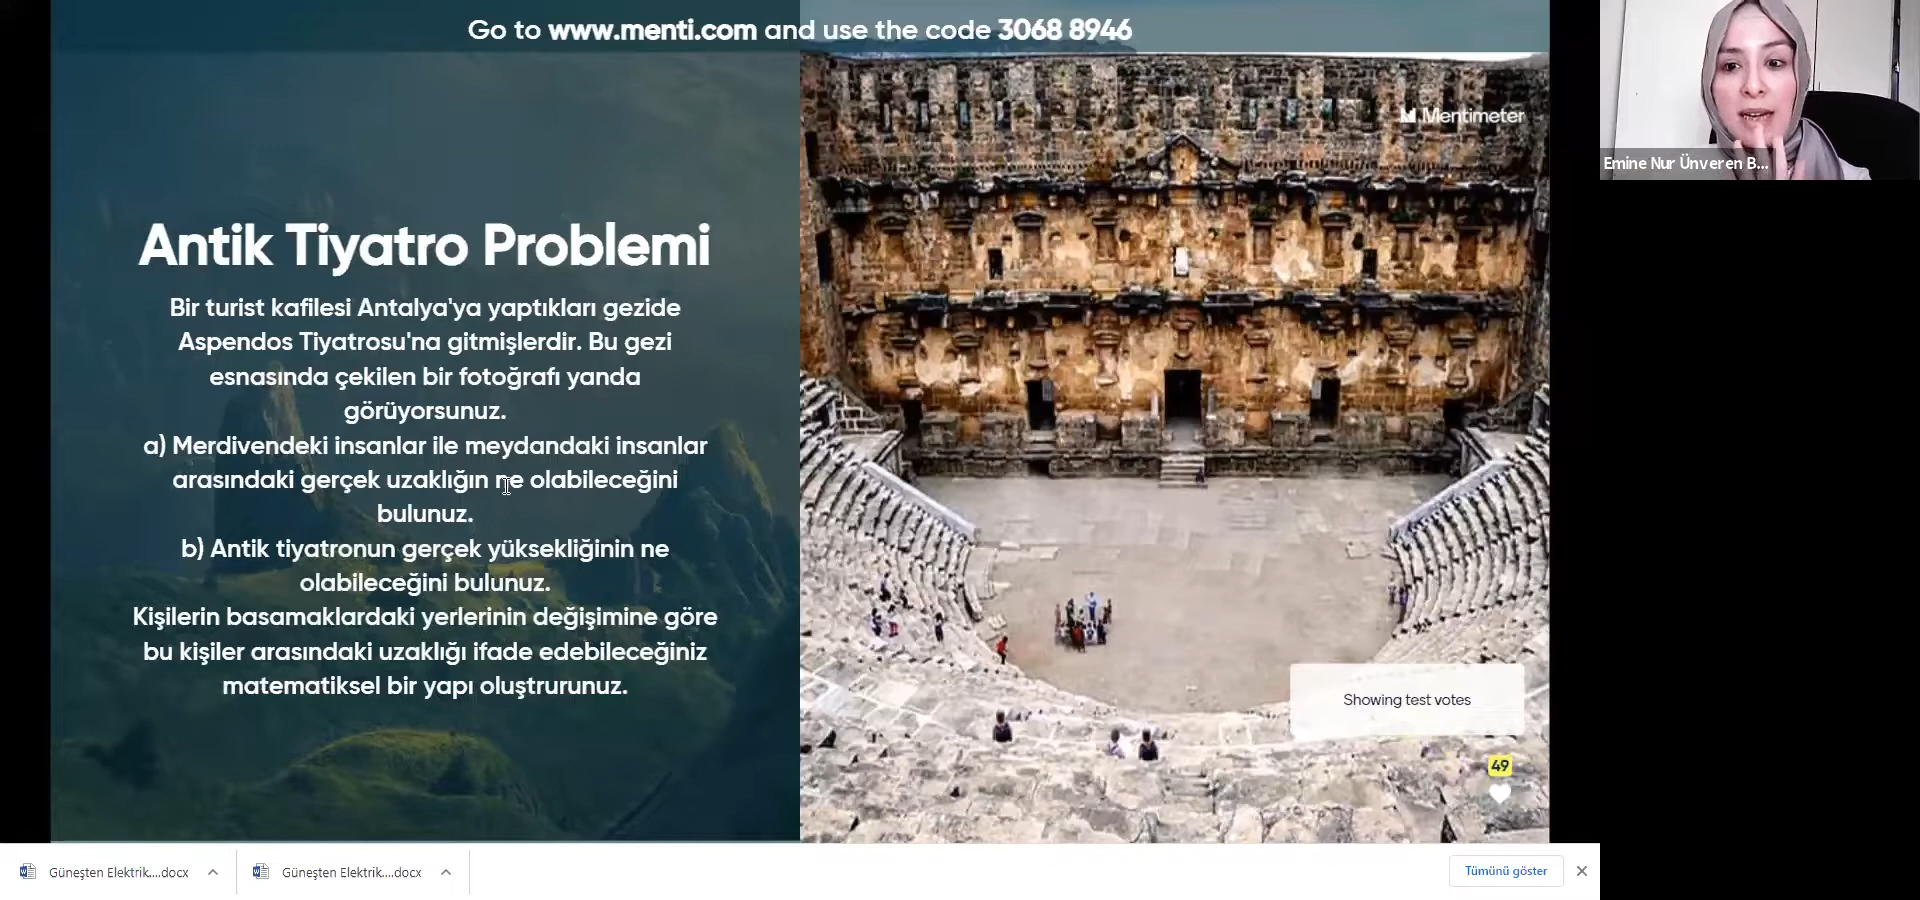 Go to www.menti.com and use the code 3068 8946
Mentimeter
Emine Nur Ünveren B...
Antik Tiyatro Problemi
Bir turist kafilesi Antalya'ya yaptıkları gezide
Aspendos Tiyatrosu'na gitmişlerdir. Bu gezi
esnasında çekilen bir fotoğrafı yanda
görüyorsunuz.
a) Merdivendeki insanlar ile meydandaki insanlar
arasındaki gerçek uzaklığın ne olabileceğini
bulunuz.
b) Antik tiyatronun gerçek yüksekliğinin ne
olabileceğini bulunuz.
Kişilerin basamaklardaki yerlerinin değişimine göre
bu kişiler arasındaki uzaklığı ifade edebileceğiniz
matematiksel bir yapı oluştrurunuz.
Showing test votes
49
Güneşten Elektrik....docx
Güneşten Elektrik....docx
Tümünü göster